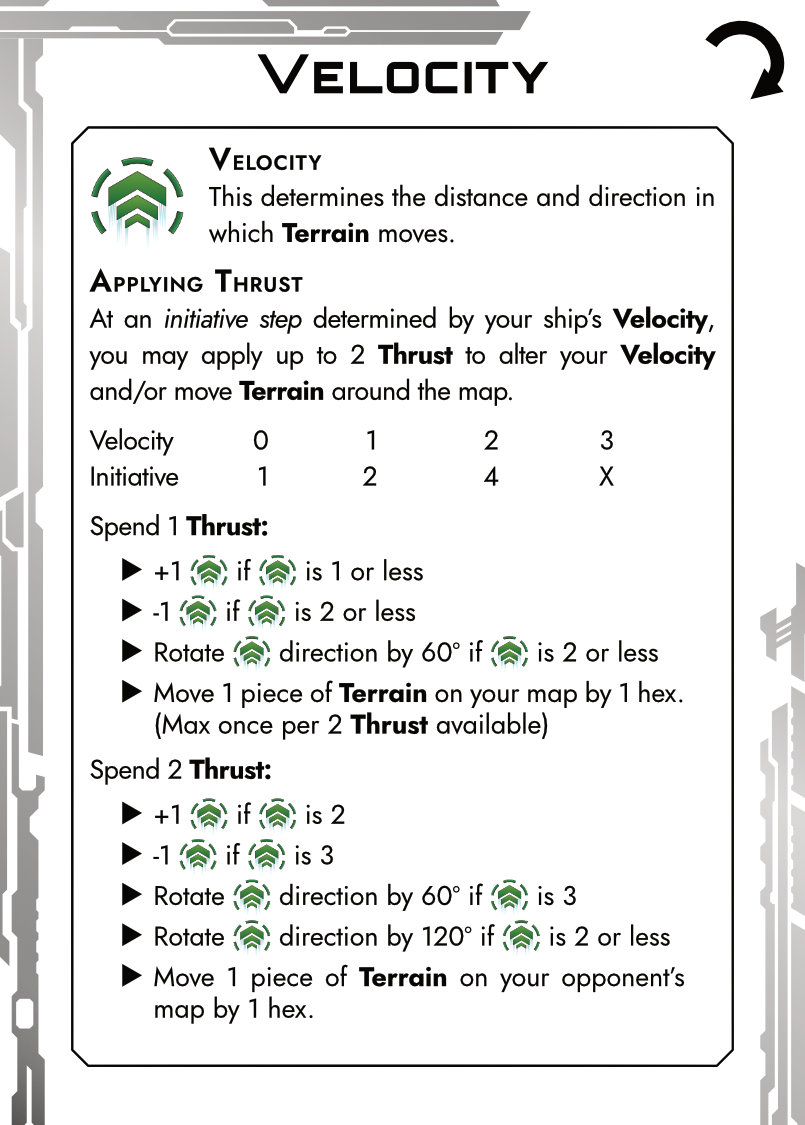 VELOCITY
VELOCITY
This determines the distance and direction in
which Terrain moves.
APPLYING THRUST
At an initiative step determined by your ship's Velocity,
you may apply up to 2 Thrust to alter your Velocity
and/or move Terrain around the map.
Velocity 0 1 2 3
Initiative 1 2 4 X
Spend 1 Thrust:
+1 if is 1 or less
-1 if is 2 or less
Rotate direction by 60° if is 2 or less
Move 1 piece of Terrain on your map by 1 hex.
(Max once per 2 Thrust available)
Spend 2 Thrust:
+1 if is 2
-1 if is 3
Rotate direction by 60° if is 3
Rotate direction by 120° if is 2 or less
Move 1 piece of Terrain on your opponent's
map by 1 hex.